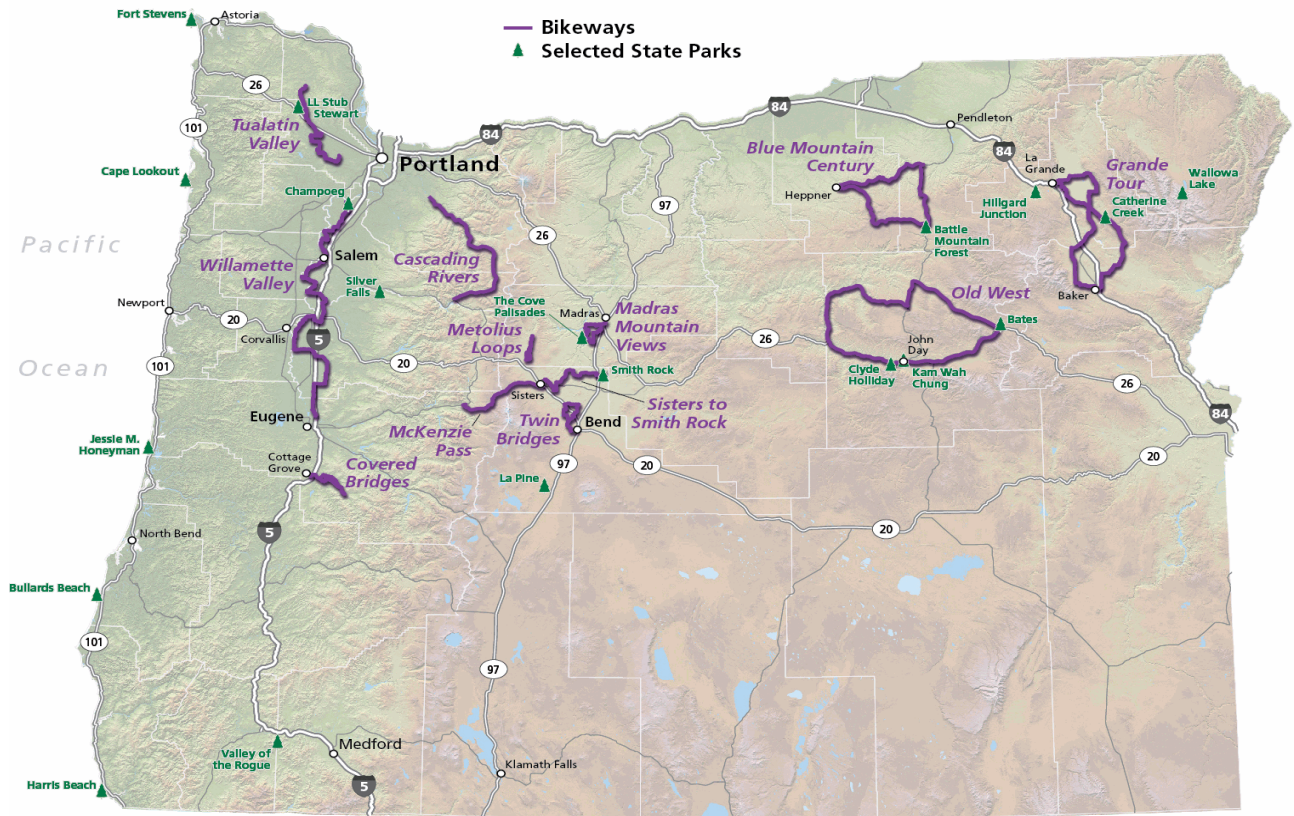 Fort Stevens
Astoria
Bikeways
Selected State Parks
26
LL Stub
Stewart
Tualatin
Valley
101
84
84
Pendleton
Portland
Blue Mountain
Century
84
La
Grande
Grande
Tour
Wallowa
Lake
Cape Lookout
Champoeg
Heppner
Hilgard
Junction
Catherine
Creek
97
26
Battle
Mountain
Forest
Pacific
Salem
Willamette
Valley
Cascading
Rivers
Silver
Falls
Baker
Old West
Newport
20
Corvallis
5
The Cove
Palisades
Madras
Madras
Mountain
Views
Metolius
Loops
26
Bates
John
Day
Ocean
101
20
Smith Rock
Clyde
Holliday
Kam Wah
Chung
26
Sisters
Sisters to
Smith Rock
84
Eugene
McKenzie
Pass
Twin
Bridges
Bend
Jessie M.
Honeyman
Cottage
Grove
Covered
Bridges
97
20
20
La Pine
5
North Bend
20
Bullards Beach
101
97
Valley of
the Rogue
Medford
Klamath Falls
Harris Beach
5